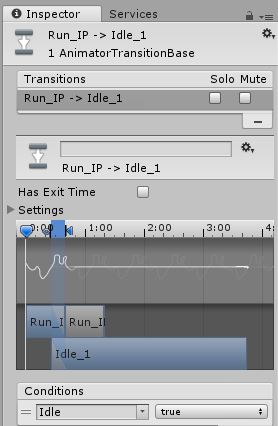 Inspector Services
Run_IP -> Idle_1
1 AnimatorTransitionBase
Transitions Solo Mute
Run_IP -> Idle_1
Run_IP -> Idle_1
Has Exit Time
Settings
0:00 1:00 2:00 3:00 4:
Run_I Run_I
Idle_1
Conditions
Idle true